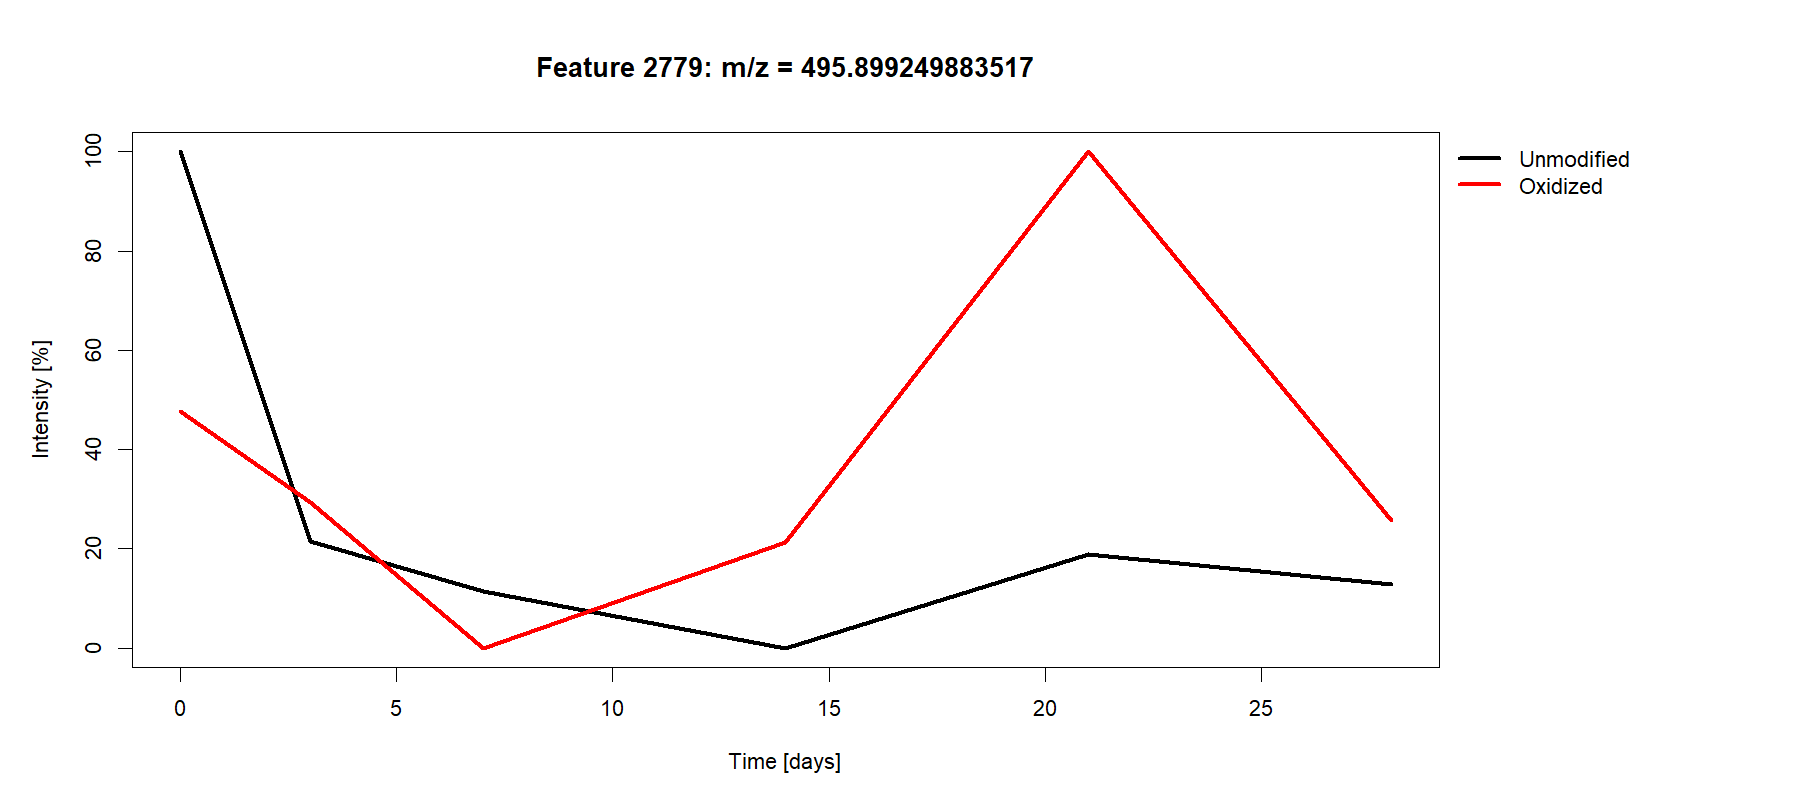 Feature 2779: m/z = 495.899249883517
Unmodified
Oxidized
Intensity [%]
100
80
60
40
20
0
0 5 10 15 20 25
Time [days]